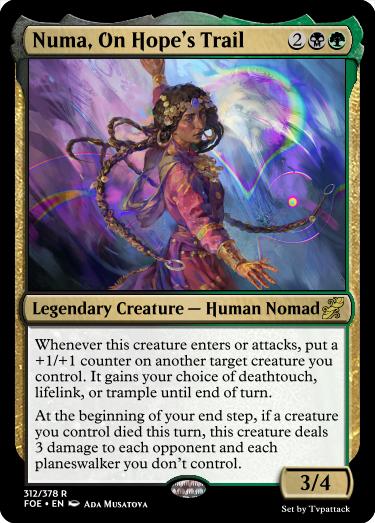 Numa, On Hope's Trail 2
Legendary Creature — Human Nomad
Whenever this creature enters or attacks, put a
+1/+1 counter on another target creature you
control. It gains your choice of deathtouch,
lifelink, or trample until end of turn.
At the beginning of your end step, if a creature
you control died this turn, this creature deals
3 damage to each opponent and each
planeswalker you don't control.
3/4
312/378 R
FOE • EN Ada Musatova
Set by Tvpattack